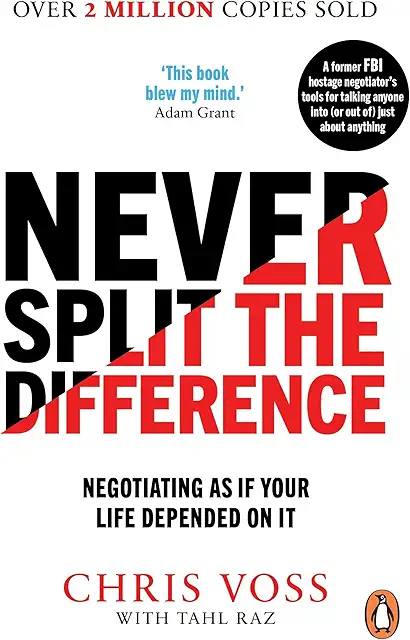 OVER 2 MILLION COPIES SOLD
‘This book
blew my mind.’
Adam Grant
A former FBI
hostage negotiator’s
tools for talking anyone
into (or out of) just
about anything
NEVER
SPLIT THE
DIFFERENCE
NEGOTIATING AS IF YOUR
LIFE DEPENDED ON IT
CHRIS VOSS
WITH TAHL RAZ